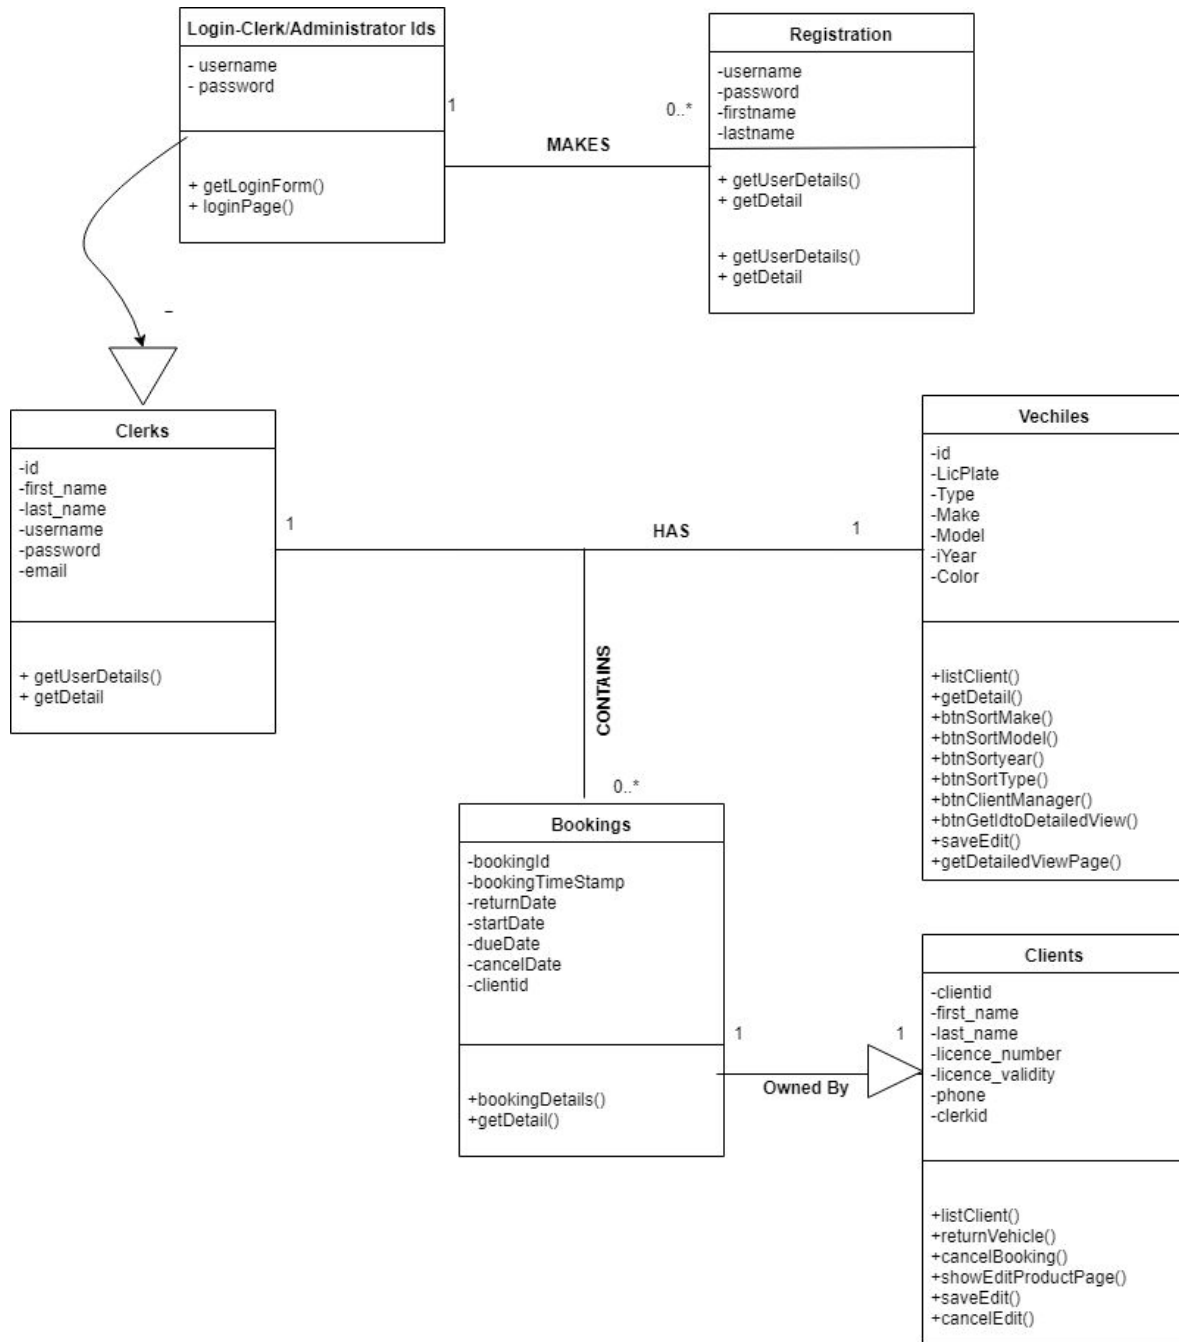 Login-Clerk/Administrator Ids
- username
- password
+ getLoginForm()
+ loginPage()
1
MAKES
0..*
Registration
-username
-password
-firstname
-lastname
+ getUserDetails()
+ getDetail
+ getUserDetails()
+ getDetail
–
Clerks
-id
-first_name
-last_name
-username
-password
-email
+ getUserDetails()
+ getDetail
1
HAS
1
CONTAINS
0..*
Vechiles
-id
-LicPlate
-Type
-Make
-Model
-iYear
-Color
+listClient()
+getDetail()
+btnSortMake()
+btnSortModel()
+btnSortyear()
+btnSortType()
+btnClientManager()
+btnGetIdtoDetailedView()
+saveEdit()
+getDetailedViewPage()
Bookings
-bookingId
-bookingTimeStamp
-returnDate
-startDate
-dueDate
-cancelDate
-clientid
+bookingDetails()
+getDetail()
1
Owned By
1
Clients
-clientid
-first_name
-last_name
-licence_number
-licence_validity
-phone
-clerkid
+listClient()
+returnVehicle()
+cancelBooking()
+showEditProductPage()
+saveEdit()
+cancelEdit()